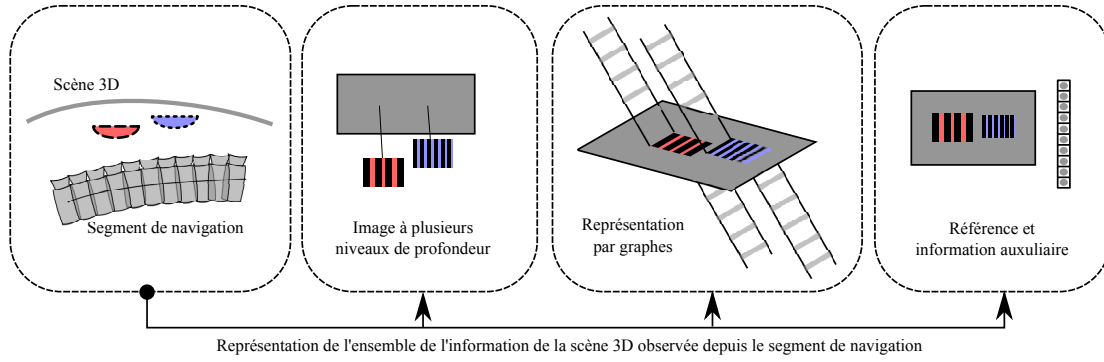 Scène 3D
Segment de navigation
Image à plusieurs
niveaux de profondeur
Représentation
par graphes
Référence et
information auxuliaire
Représentation de l'ensemble de l'information de la scène 3D observée depuis le segment de navigation